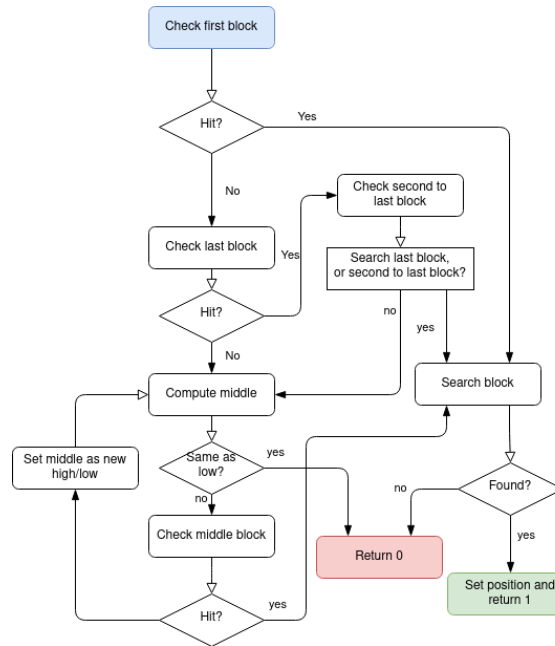 Check first block
Hit?
Yes
No
Check second to
last block
Check last block
Yes
Search last block,
or second to last block?
Hit?
no
yes
No
Compute middle
Search block
Set middle as new
high/low
Same as
low?
yes
no
Found?
no
Check middle block
yes
Return 0
Set position and
return 1
Hit?
yes